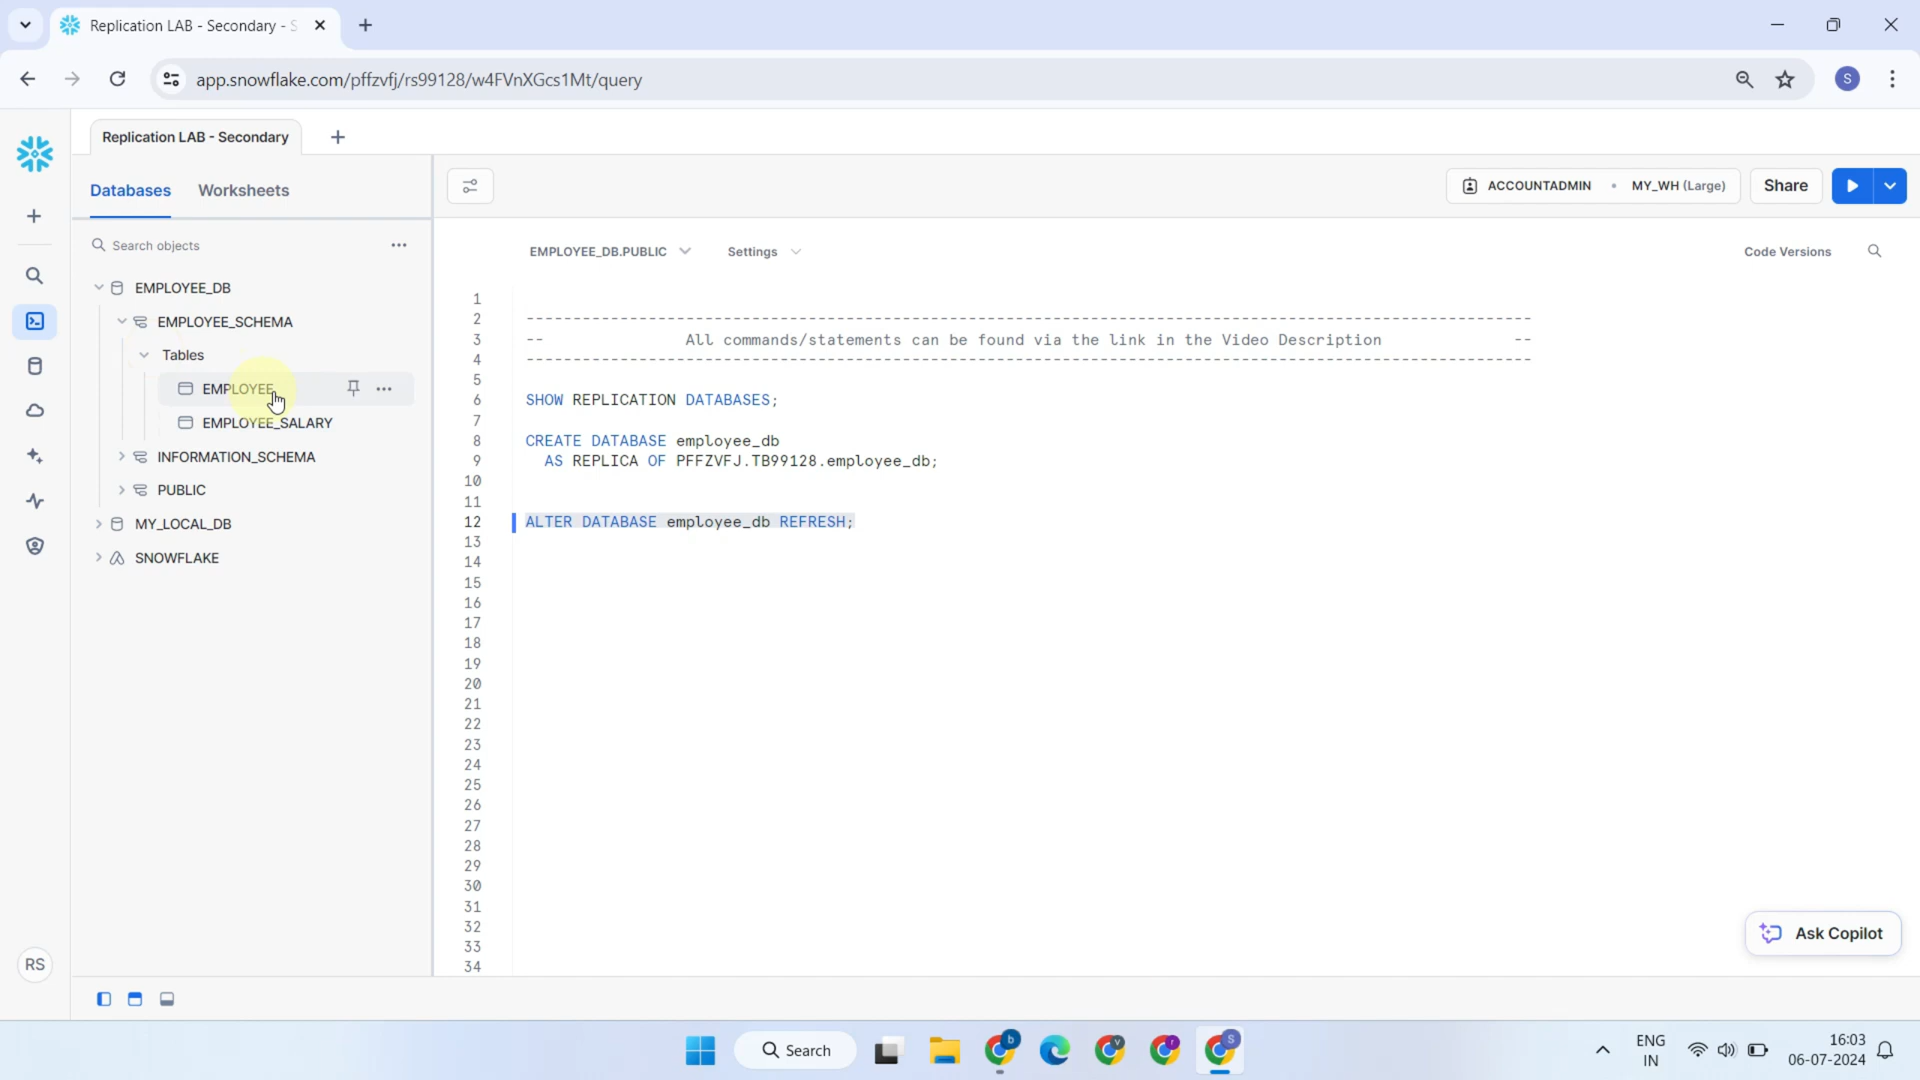 Replication LAB - Secondary - S
app.snowflake.com/pffzvfj/rs99128/w4FVnXGcs1Mt/query
S
Replication LAB - Secondary
Databases
Worksheets
ACCOUNTADMIN • MY_WH (Large)
Share
Search objects
EMPLOYEE_DB.PUBLIC
Settings
Code Versions
EMPLOYEE_DB
EMPLOYEE_SCHEMA
Tables
EMPLOYEE
EMPLOYEE_SALARY
INFORMATION_SCHEMA
PUBLIC
MY_LOCAL_DB
SNOWFLAKE
RS
1
2 ------------------------------------------------------------------------------------------------------------
3 -- All commands/statements can be found via the link in the Video Description --
4 ------------------------------------------------------------------------------------------------------------
5
6 SHOW REPLICATION DATABASES;
7
8 CREATE DATABASE employee_db
9 AS REPLICA OF PFFZVFJ.TB99128.employee_db;
10
11
12 ALTER DATABASE employee_db REFRESH;
13
14
15
16
17
18
19
20
21
22
23
24
25
26
27
28
29
30
31
32
33
34
Ask Copilot
Search
b
v
r
S
ENG
IN
16:03
06-07-2024